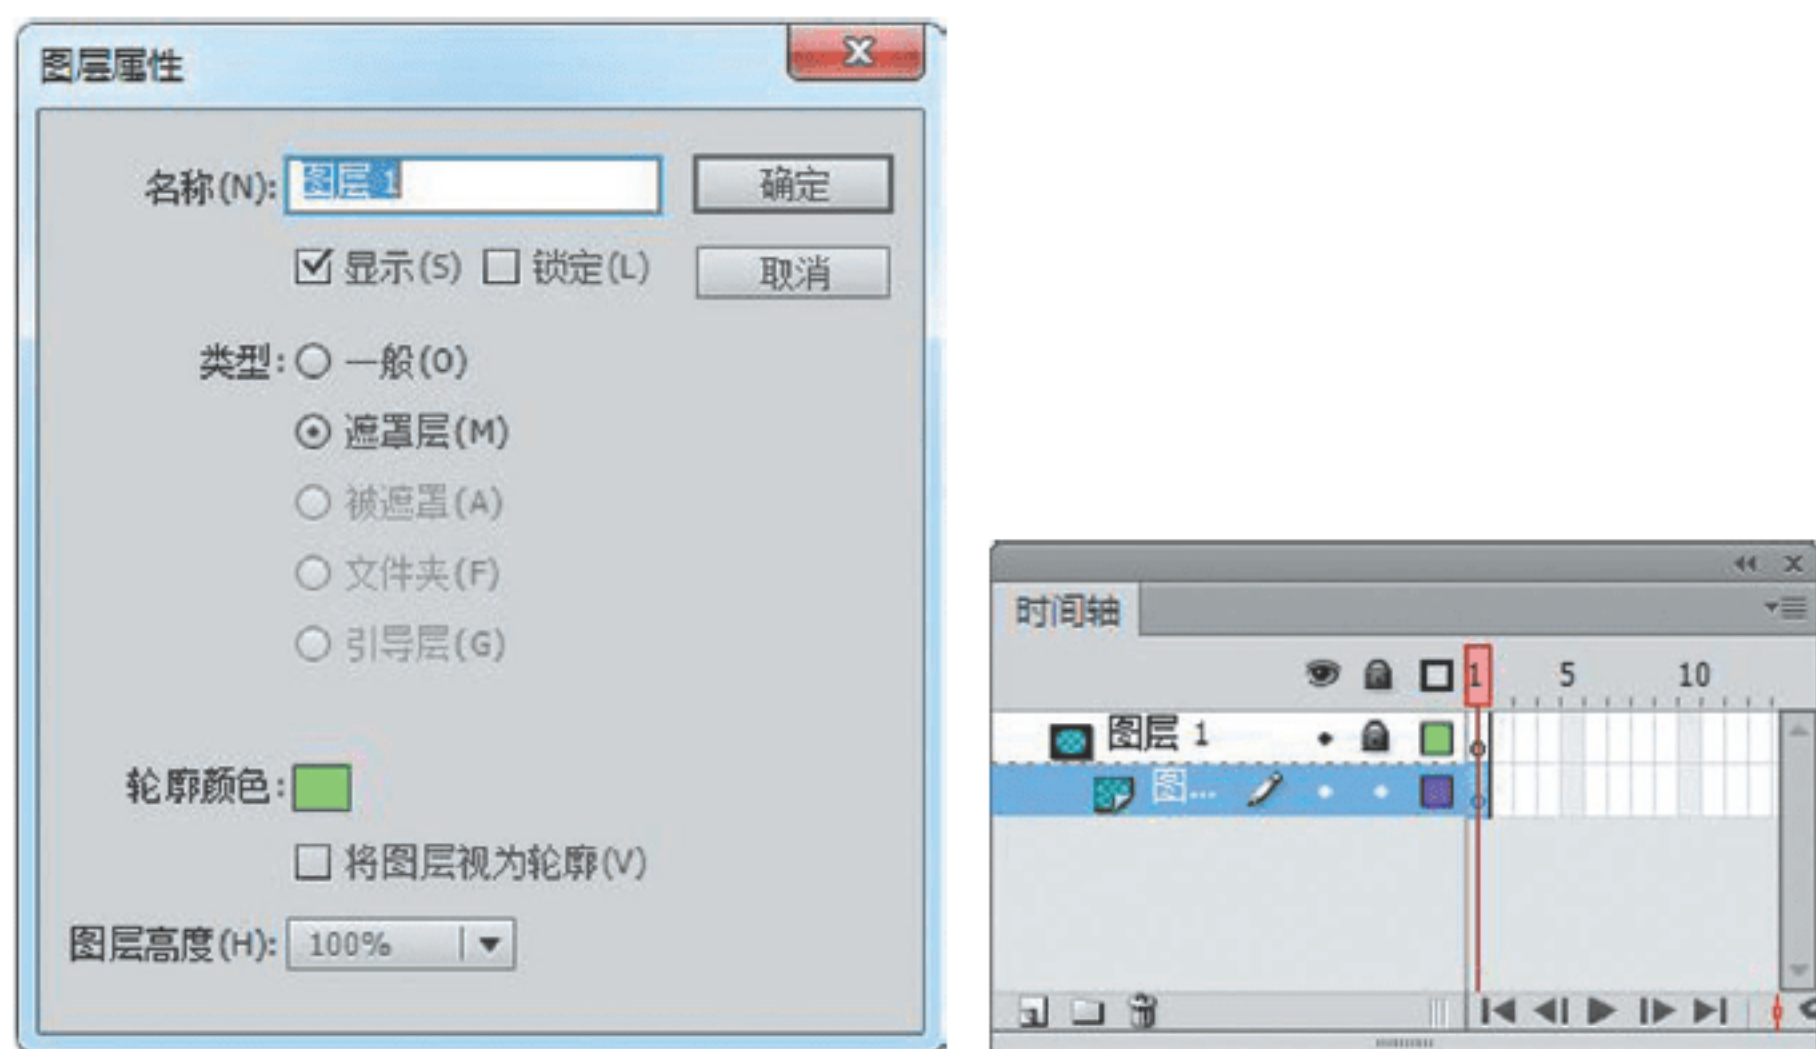 图层属性
名称(N): 图层 1 确定
显示(S) 锁定(L) 取消
类型: 一般(O)
遮罩层(M)
被遮罩(A)
文件夹(F)
引导层(G)
轮廓颜色:
将图层视为轮廓(V)
图层高度(H): 100%
时间轴
1 5 10
图层 1
图...